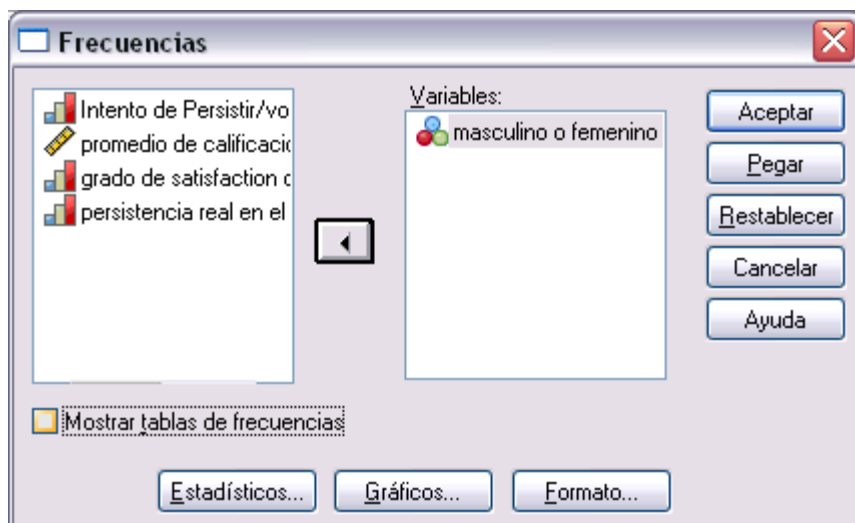 Frecuencias
Intento de Persistir/vo
promedio de calificacio
grado de satisfaction d
persistencia real en el
Variables:
masculino o femenino
Aceptar
Pegar
Restablecer
Cancelar
Ayuda
Mostrar tablas de frecuencias
Estadísticos...
Gráficos...
Formato...